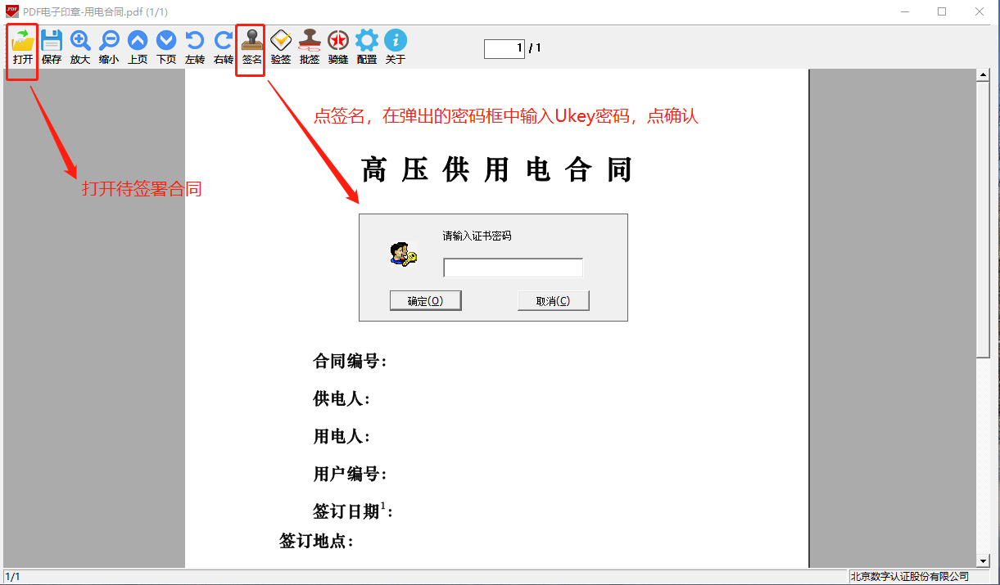 PDF电子印章-用电合同.pdf (1/1)
打开 保存 放大 缩小 上页 下页 左转 右转 签名 验签 批签 骑缝 配置 关于
1 / 1
点签名，在弹出的密码框中输入Ukey密码，点确认
高压供用电合同
打开待签署合同
请输入证书密码
确定(O) 取消(C)
合同编号：
供电人：
用电人：
用户编号：
签订日期1：
签订地点：
1/1 北京数字认证股份有限公司